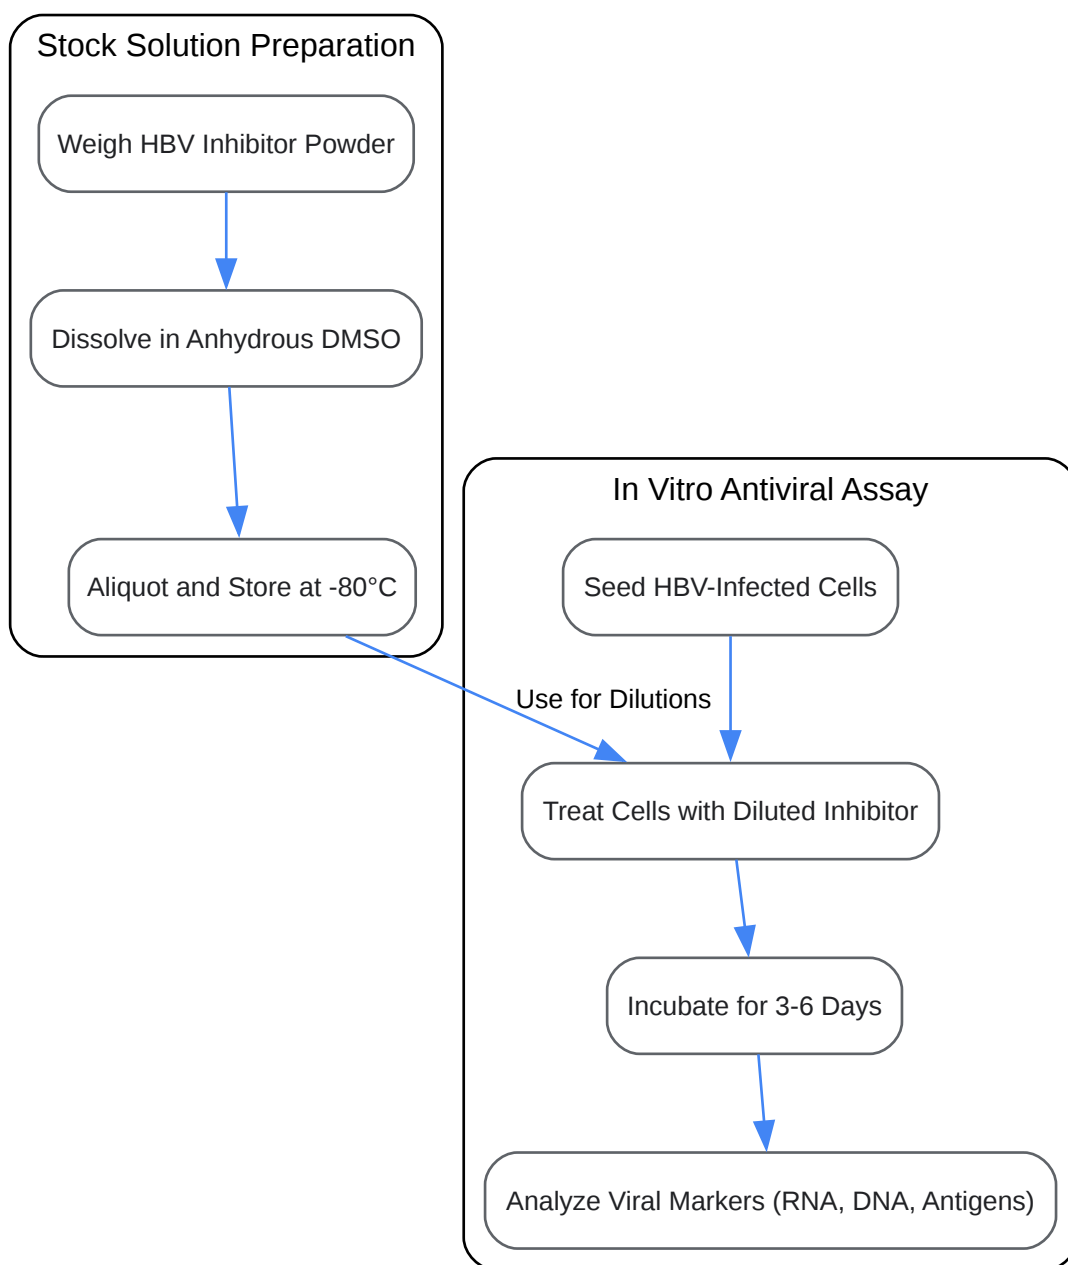 Stock Solution Preparation
Weigh HBV Inhibitor Powder
Dissolve in Anhydrous DMSO
Aliquot and Store at -80°C
In Vitro Antiviral Assay
Seed HBV-Infected Cells
Use for Dilutions
Treat Cells with Diluted Inhibitor
Incubate for 3-6 Days
Analyze Viral Markers (RNA, DNA, Antigens)